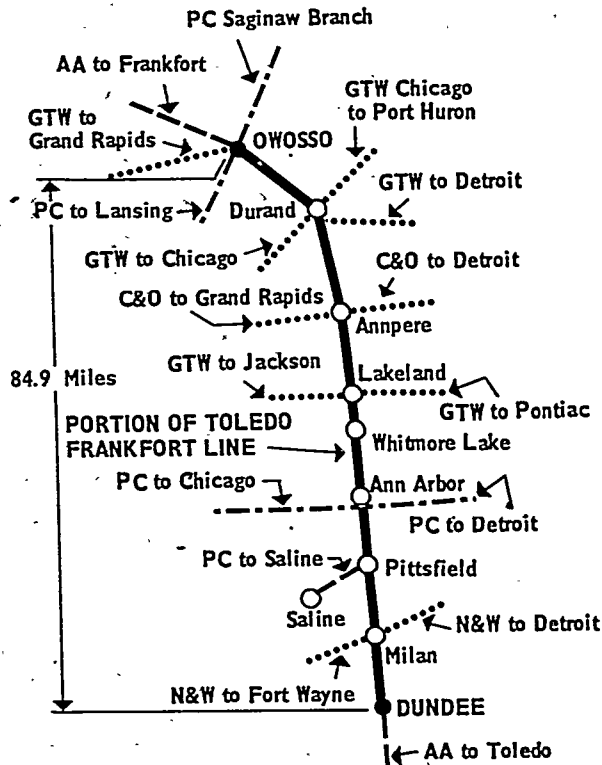 PC Saginaw Branch
AA to Frankfort
GTW to
Grand Rapids
OWOSSO
GTW Chicago
to Port Huron
GTW to Detroit
PC to Lansing
Durand
GTW to Chicago
C&O to Detroit
C&O to Grand Rapids
Annpere
GTW to Jackson
Lakeland
84.9 Miles
GTW to Pontiac
PORTION OF TOLEDO
FRANKFORT LINE
Whitmore Lake
PC to Chicago
Ann Arbor
PC to Detroit
PC to Saline
Pittsfield
Saline
N&W to Detroit
Milan
N&W to Fort Wayne
DUNDEE
AA to Toledo